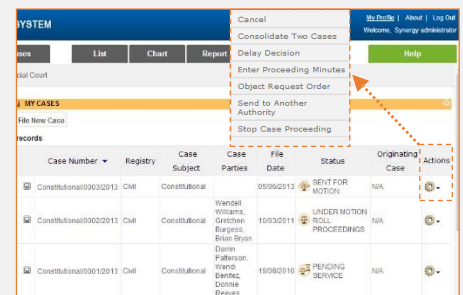 SYSTEM
My Profile | About | Log Out
Welcome, Synergy administrator
Cancel
Consolidate Two Cases
Delay Decision
Enter Proceeding Minutes
Object Request Order
Send to Another
Authority
Stop Case Proceeding
List
Chart
Help
cial Court
MY CASES
File New Case
records
Case Number
Registry
Case
Subject
Case
Parties
File
Date
Status
Originating
Case
Actions
Constitutional/0003/2013 Civil Constitutional 05/06/2013 SENT FOR
MOTION N/A
Constitutional/0002/2013 Civil Constitutional Wendell
Williams,
Gretchen
Burgess,
Brian Bryan 10/03/2011 UNDER MOTION
ROLL
PROCEEDINGS N/A
Constitutional/0001/2013 Civil Constitutional Darrin
Patterson,
Wendi
Benitez,
Donnie
Reeves 19/08/2010 PENDING
SERVICE N/A